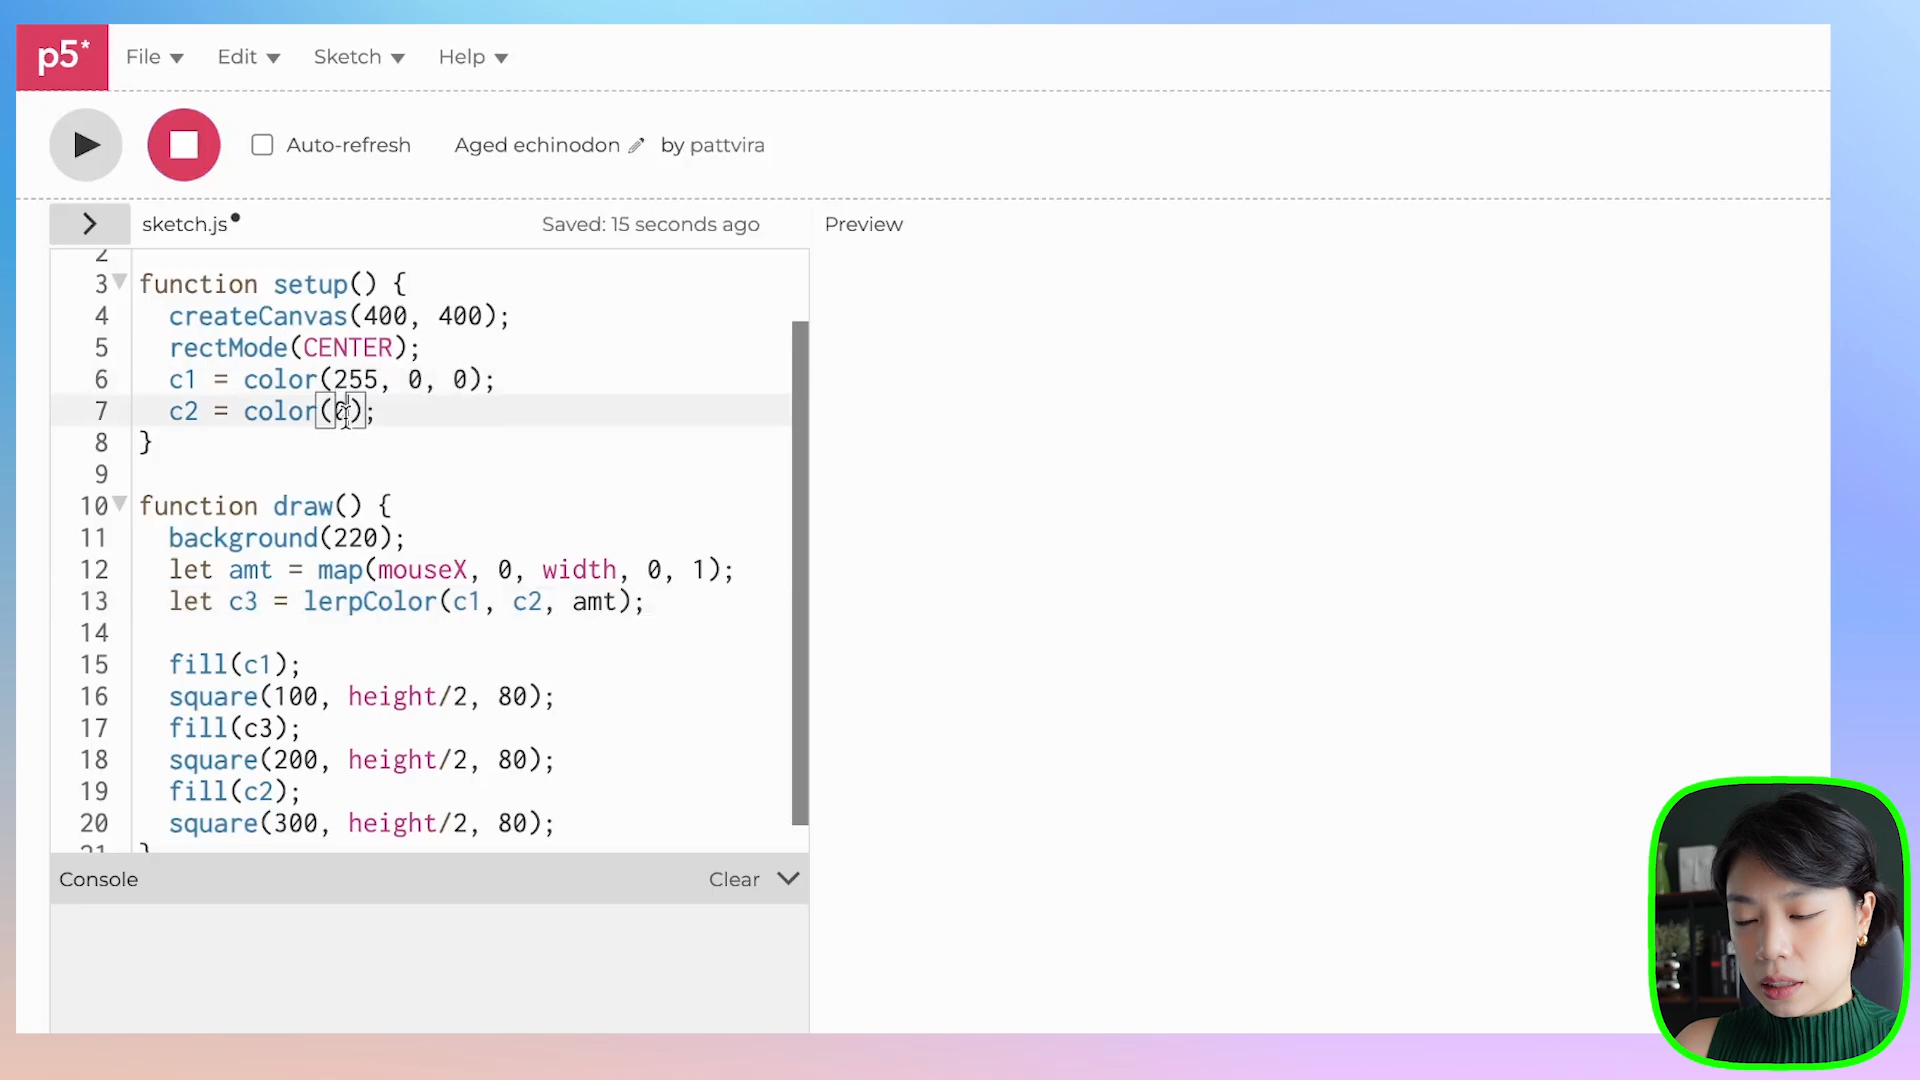 p5*
File Edit Sketch Help
Auto-refresh Aged echinodon by pattvira
sketch.js Saved: 15 seconds ago Preview
2
3 function setup() {
4 createCanvas(400, 400);
5 rectMode(CENTER);
6 c1 = color(255, 0, 0);
7 c2 = color(0);
8 }
9
10 function draw() {
11 background(220);
12 let amt = map(mouseX, 0, width, 0, 1);
13 let c3 = lerpColor(c1, c2, amt);
14
15 fill(c1);
16 square(100, height/2, 80);
17 fill(c3);
18 square(200, height/2, 80);
19 fill(c2);
20 square(300, height/2, 80);
21 }
Console Clear